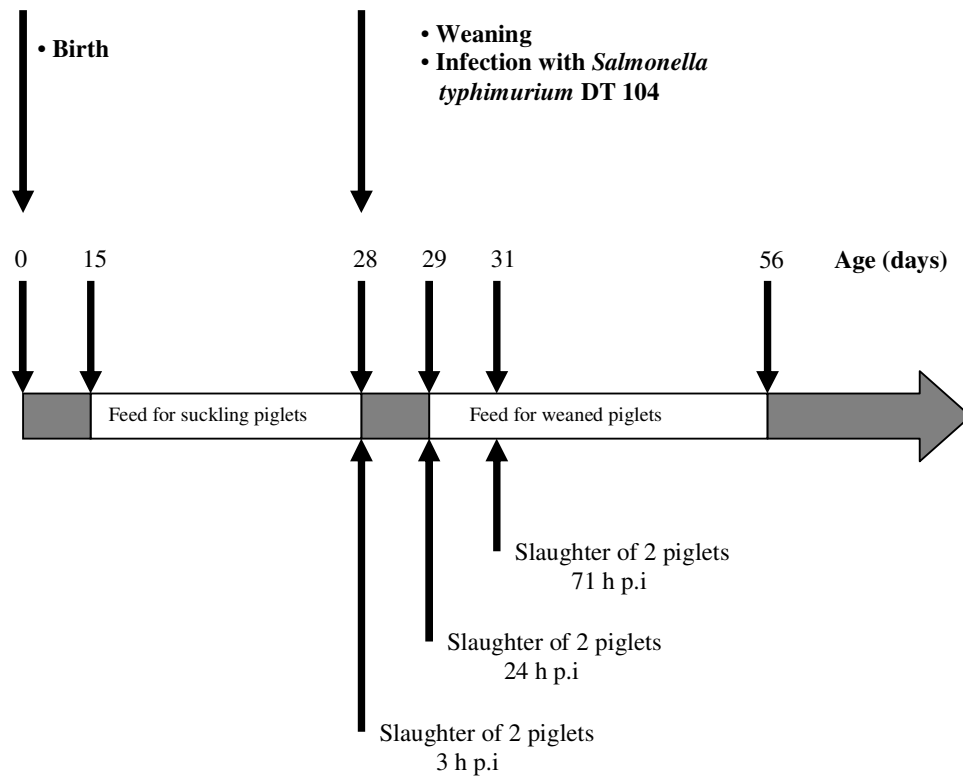 • Birth
• Weaning
• Infection with Salmonella
typhimurium DT 104
0 15 28 29 31 56 Age (days)
Feed for suckling piglets Feed for weaned piglets
Slaughter of 2 piglets
71 h p.i
Slaughter of 2 piglets
24 h p.i
Slaughter of 2 piglets
3 h p.i